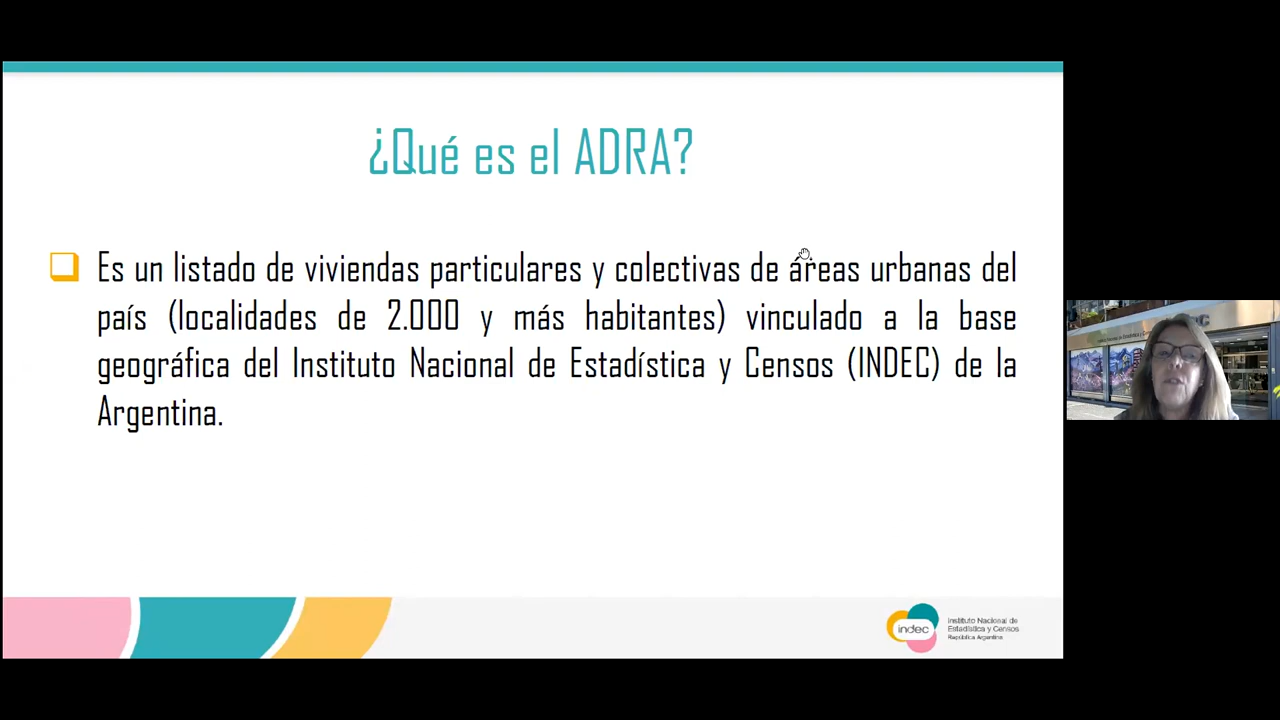 ¿Qué es el ADRA?
Es un listado de viviendas particulares y colectivas de áreas urbanas del
país (localidades de 2.000 y más habitantes) vinculado a la base
geográfica del Instituto Nacional de Estadística y Censos (INDEC) de la
Argentina.
indec
Instituto Nacional de
Estadística y Censos
República Argentina